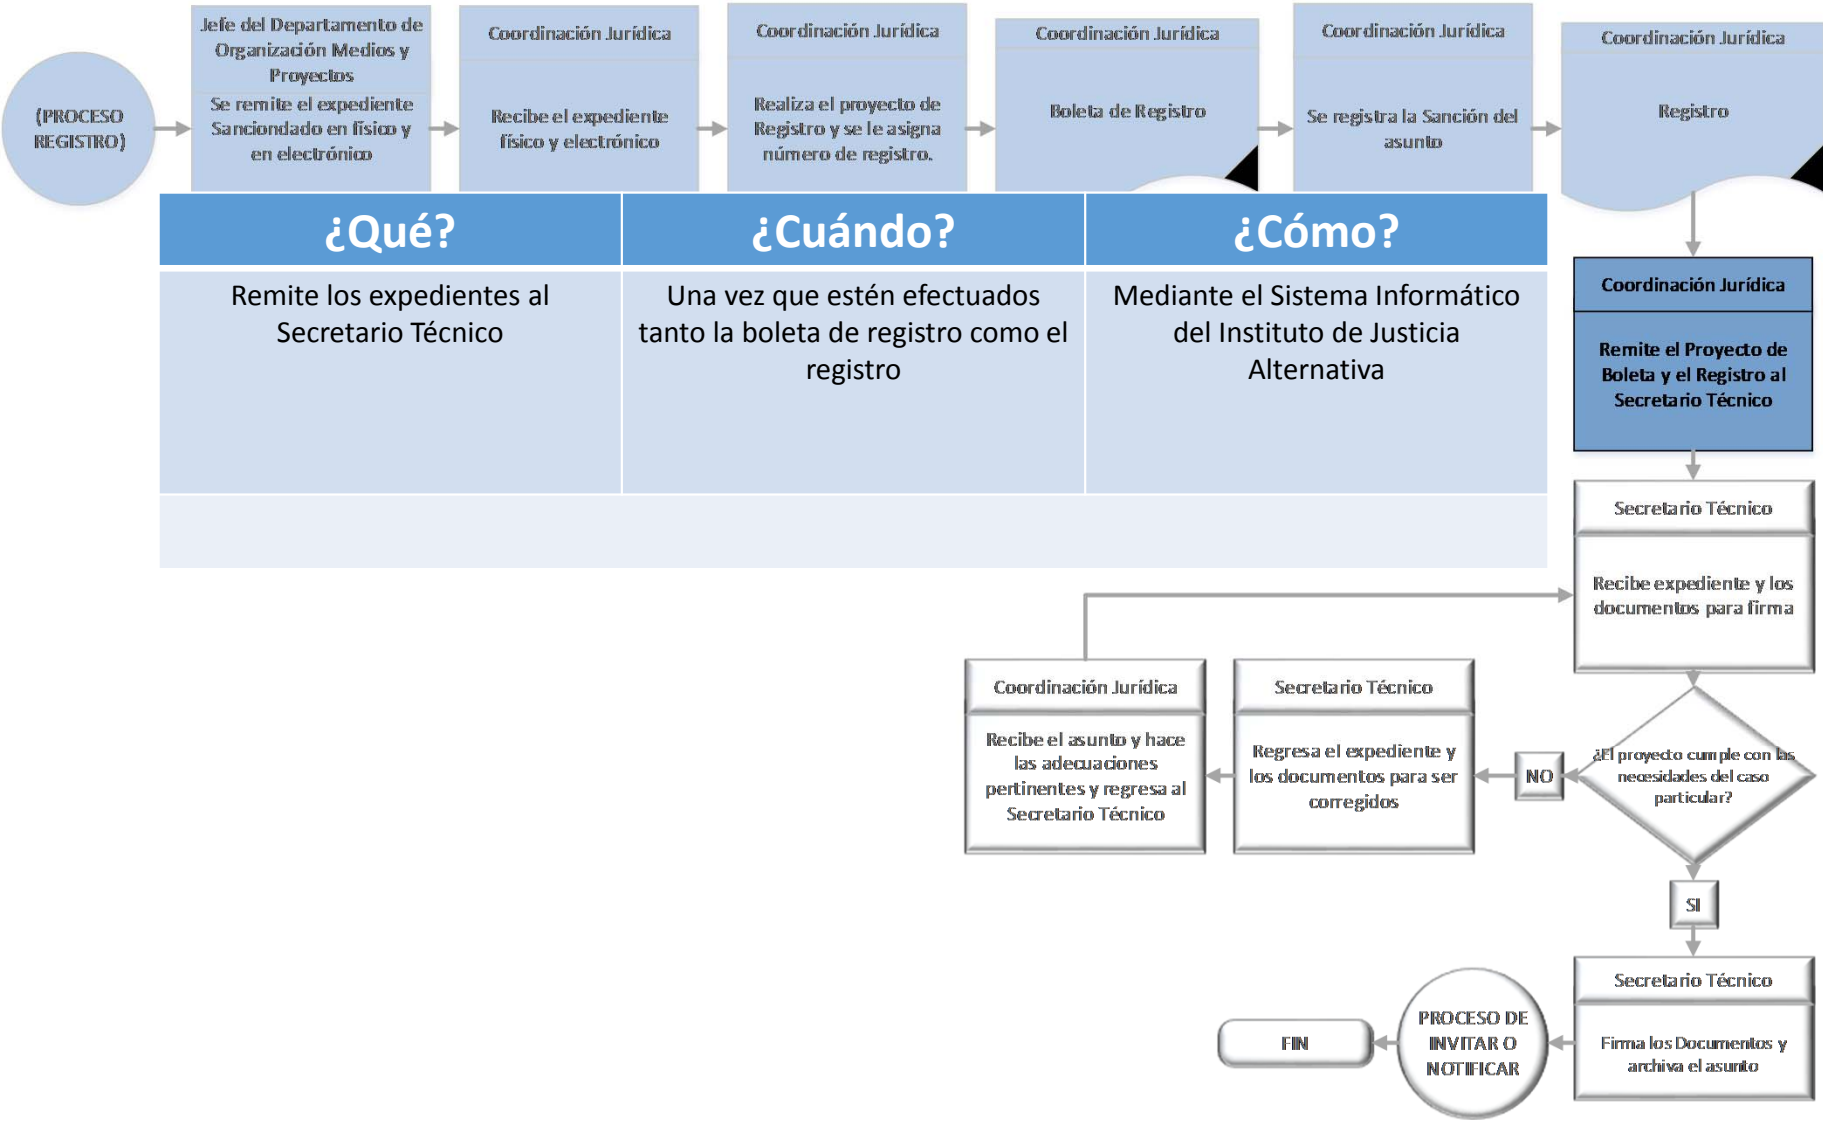 (PROCESO
REGISTRO)
Jefe del Departamento de
Organización Medios y
Proyectos
Se remite el expediente
Sanciondado en físico y
en electrónico
Coordinación Jurídica
Recibe el expediente
físico y electrónico
Coordinación Jurídica
Realiza el proyecto de
Registro y se le asigna
número de registro.
Coordinación Jurídica
Boleta de Registro
Coordinación Jurídica
Se registra la Sanción del
asunto
Coordinación Jurídica
Registro
¿Qué?
¿Cuándo?
¿Cómo?
Remite los expedientes al
Secretario Técnico
Una vez que estén efectuados
tanto la boleta de registro como el
registro
Mediante el Sistema Informático
del Instituto de Justicia
Alternativa
Coordinación Jurídica
Remite el Proyecto de
Boleta y el Registro al
Secretario Técnico
Secretario Técnico
Recibe expediente y los
documentos para firma
¿El proyecto cumple con las
necesidades del caso
particular?
NO
Secretario Técnico
Regresa el expediente y
los documentos para ser
corregidos
Coordinación Jurídica
Recibe el asunto y hace
las adecuaciones
pertinentes y regresa al
Secretario Técnico
SI
Secretario Técnico
Firma los Documentos y
archiva el asunto
PROCESO DE
INVITAR O
NOTIFICAR
FIN